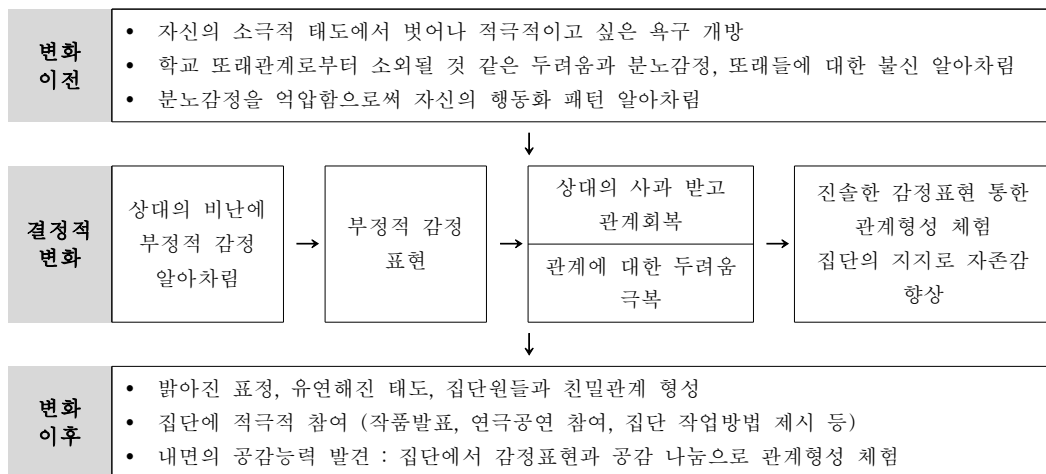 변화
이전
• 자신의 소극적 태도에서 벗어나 적극적이고 싶은 욕구 개방
• 학교 또래관계로부터 소외될 것 같은 두려움과 분노감정, 또래들에 대한 불신 알아차림
• 분노감정을 억압함으로써 자신의 행동화 패턴 알아차림
↓
결정적
변화
상대의 비난에
부정적 감정
알아차림
→
부정적 감정
표현
→
상대의 사과 받고
관계회복
관계에 대한 두려움
극복
→
진솔한 감정표현 통한
관계형성 체험
집단의 지지로 자존감
향상
↓
변화
이후
• 밝아진 표정, 유연해진 태도, 집단원들과 친밀관계 형성
• 집단에 적극적 참여 (작품발표, 연극공연 참여, 집단 작업방법 제시 등)
• 내면의 공감능력 발견 : 집단에서 감정표현과 공감 나눔으로 관계형성 체험